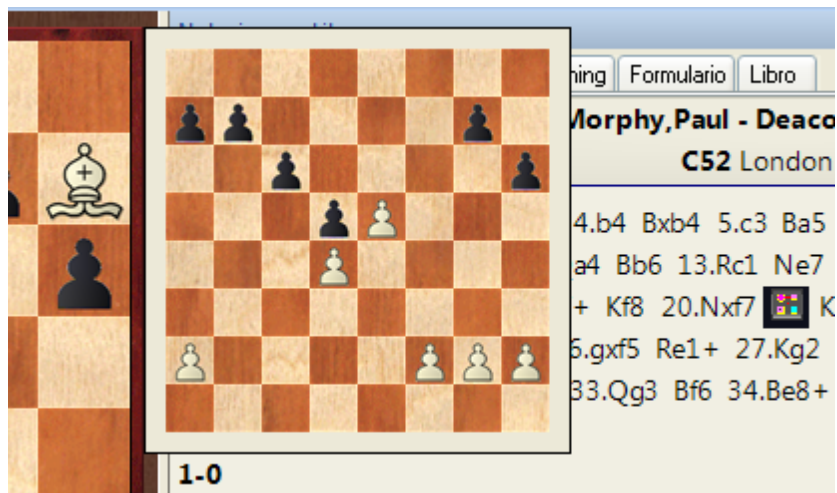 ning Formulario Libro
Morphy,Paul - Deaco
C52 London
4.b4 Bxb4 5.c3 Ba5
a4 Bb6 13.Rc1 Ne7
+ Kf8 20.Nxf7 K
6.gxf5 Re1+ 27.Kg2
33.Qg3 Bf6 34.Be8+
1-0